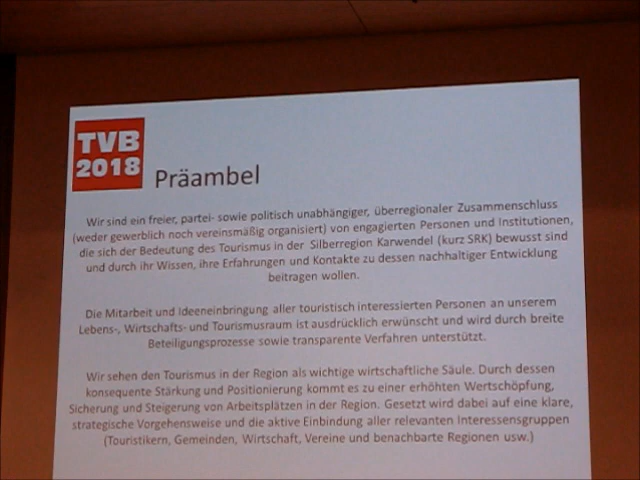 TVB
2018
Präambel
Wir sind ein freier, partei- sowie politisch unabhängiger, überregionaler Zusammenschluss
(weder gewerblich noch vereinsmäßig organisiert) von engagierten Personen und Institutionen,
die sich der Bedeutung des Tourismus in der Silberregion Karwendel (kurz SRK) bewusst sind
und durch ihr Wissen, ihre Erfahrungen und Kontakte zu dessen nachhaltiger Entwicklung
beitragen wollen.
Die Mitarbeit und Ideeneinbringung aller touristisch interessierten Personen an unserem
Lebens-, Wirtschafts- und Tourismusraum ist ausdrücklich erwünscht und wird durch breite
Beteiligungsprozesse sowie transparente Verfahren unterstützt.
Wir sehen den Tourismus in der Region als wichtige wirtschaftliche Säule. Durch dessen
konsequente Stärkung und Positionierung kommt es zu einer erhöhten Wertschöpfung,
Sicherung und Steigerung von Arbeitsplätzen in der Region. Gesetzt wird dabei auf eine klare,
strategische Vorgehensweise und die aktive Einbindung aller relevanten Interessensgruppen
(Touristikern, Gemeinden, Wirtschaft, Vereine und benachbarte Regionen usw.)